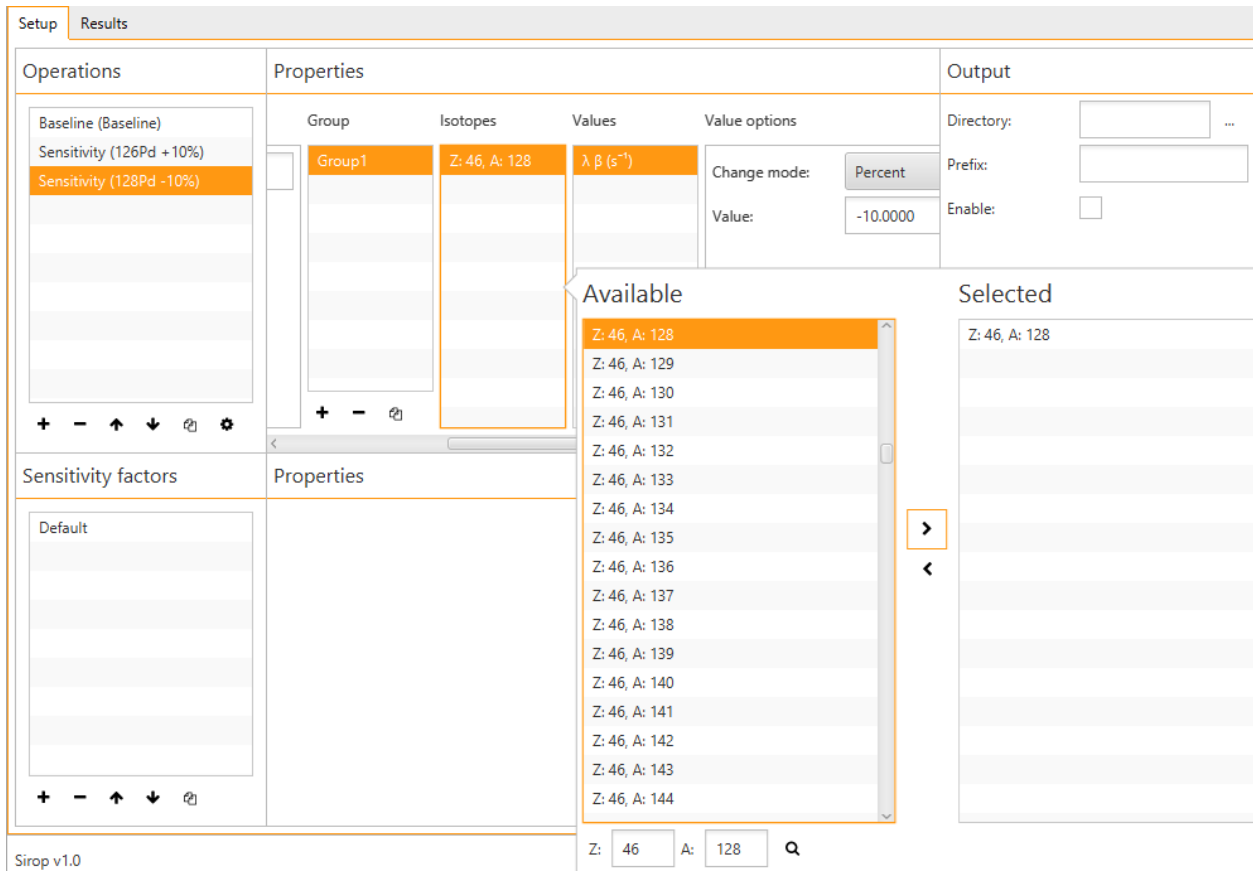 Setup Results
Operations
Baseline (Baseline)
Sensitivity (126Pd +10%)
Sensitivity (128Pd -10%)
Properties
Group Isotopes Values Value options
Group1 Z: 46, A: 128 λ β (s⁻¹)
Change mode: Percent
Value: -10.0000
Output
Directory: ...
Prefix:
Enable:
Sensitivity factors
Default
Properties
Available
Z: 46, A: 128
Z: 46, A: 129
Z: 46, A: 130
Z: 46, A: 131
Z: 46, A: 132
Z: 46, A: 133
Z: 46, A: 134
Z: 46, A: 135
Z: 46, A: 136
Z: 46, A: 137
Z: 46, A: 138
Z: 46, A: 139
Z: 46, A: 140
Z: 46, A: 141
Z: 46, A: 142
Z: 46, A: 143
Z: 46, A: 144
Z: 46 A: 128
Selected
Z: 46, A: 128
Sirop v1.0